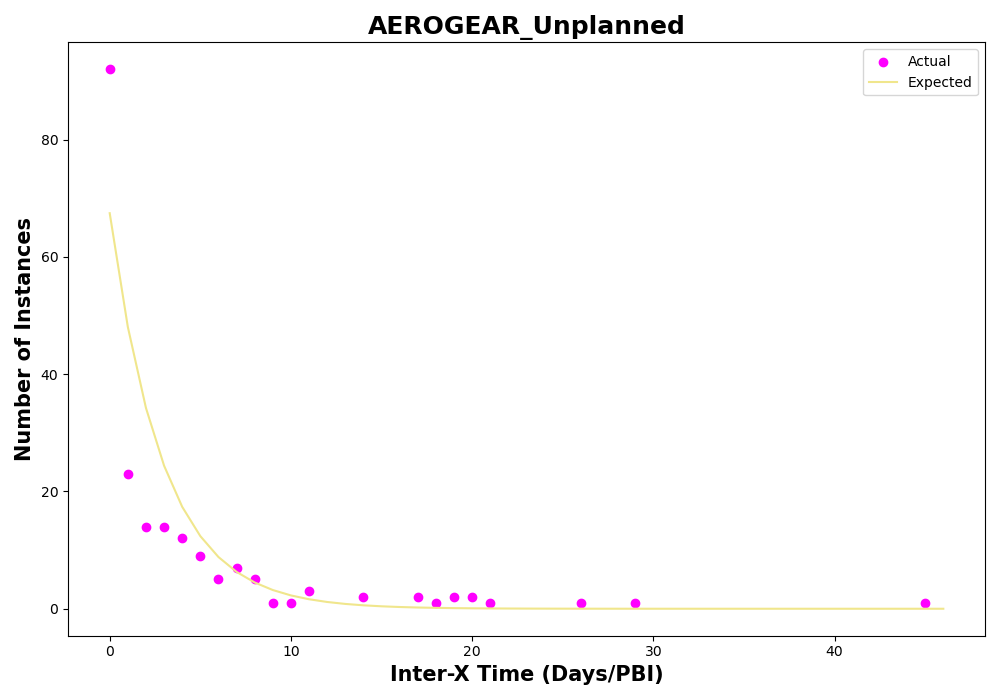 AEROGEAR_Unplanned
Actual
Expected
Number of Instances
80
60
40
20
0
0 10 20 30 40
Inter-X Time (Days/PBI)